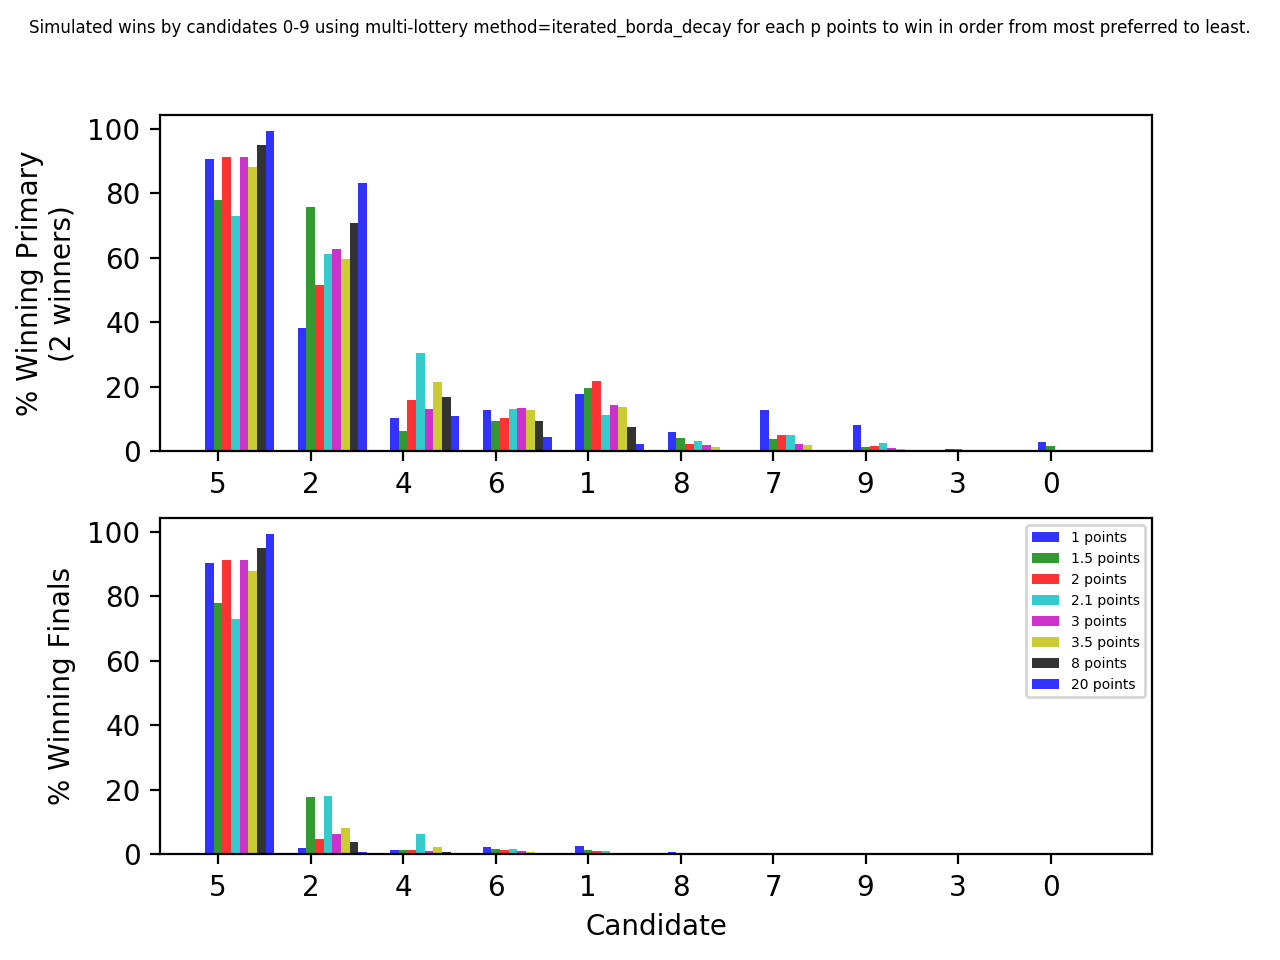 Simulated wins by candidates 0-9 using multi-lottery method=iterated_borda_decay for each p points to win in order from most preferred to least.
% Winning Primary
(2 winners)
100
80
60
40
20
0
5 2 4 6 1 8 7 9 3 0
% Winning Finals
100
80
60
40
20
0
1 points
1.5 points
2 points
2.1 points
3 points
3.5 points
8 points
20 points
5 2 4 6 1 8 7 9 3 0
Candidate